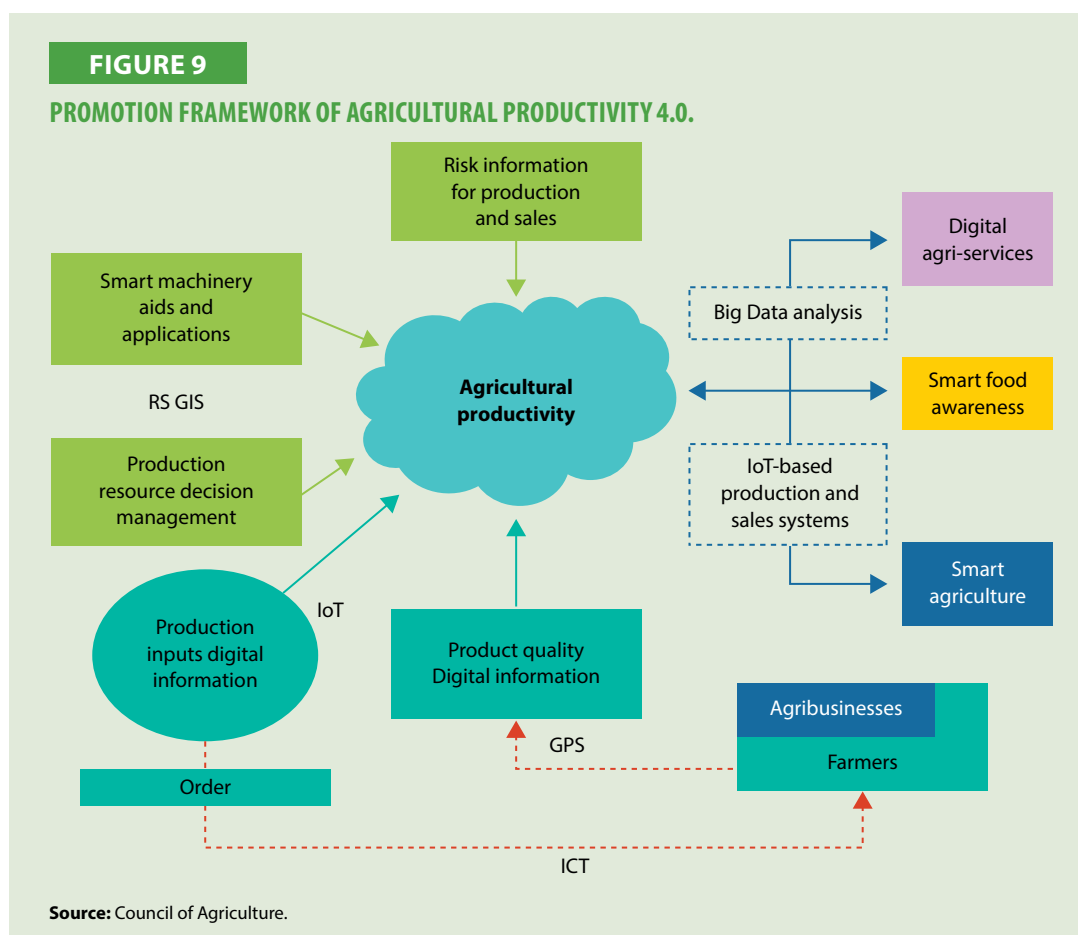 FIGURE 9
PROMOTION FRAMEWORK OF AGRICULTURAL PRODUCTIVITY 4.0.
Risk information
for production
and sales
Smart machinery
aids and
applications
RS GIS
Production
resource decision
management
Agricultural
productivity
Digital
agri-services
Big Data analysis
Smart food
awareness
IoT-based
production and
sales systems
Smart
agriculture
IoT
Production
inputs digital
information
Product quality
Digital information
Agribusinesses
Farmers
GPS
Order
ICT
Source: Council of Agriculture.